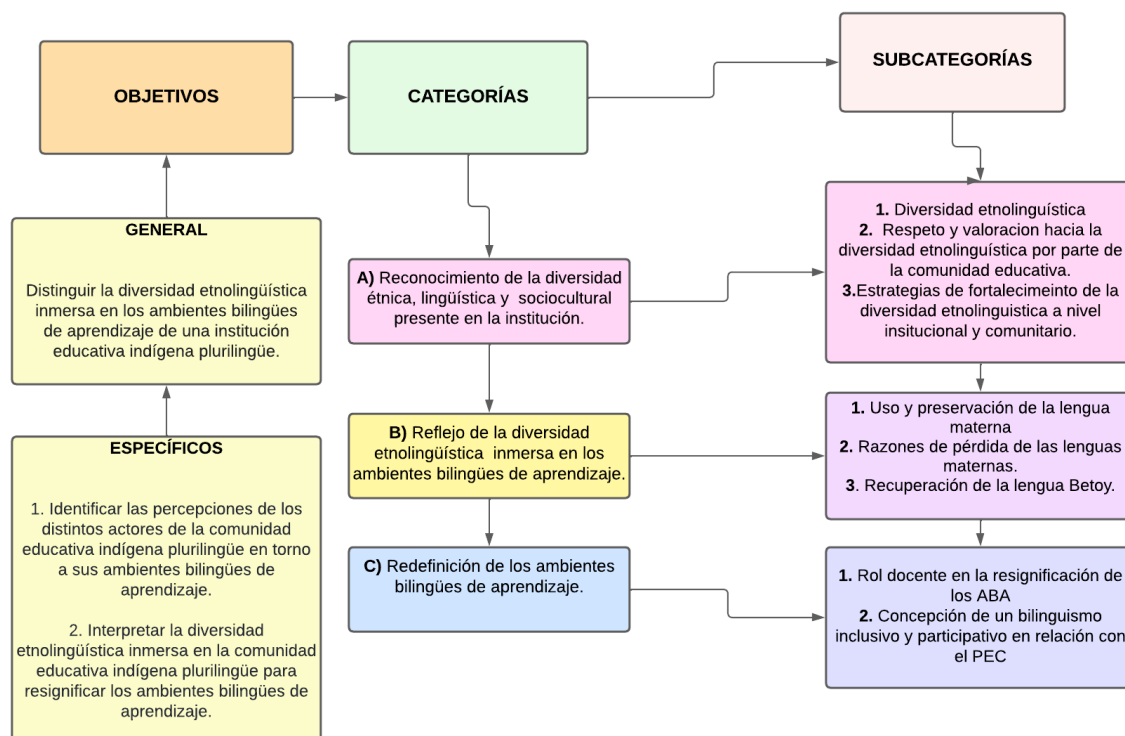 OBJETIVOS
CATEGORÍAS
SUBCATEGORÍAS
GENERAL
Distinguir la diversidad etnolingüística
inmersa en los ambientes bilingües
de aprendizaje de una institución
educativa indígena plurilingüe.
ESPECÍFICOS
1. Identificar las percepciones de los
distintos actores de la comunidad
educativa indígena plurilingüe en torno
a sus ambientes bilingües de
aprendizaje.
2. Interpretar la diversidad
etnolingüística inmersa en la comunidad
educativa indígena plurilingüe para
resignificar los ambientes bilingües de
aprendizaje.
A) Reconocimiento de la diversidad
étnica, lingüística y sociocultural
presente en la institución.
B) Reflejo de la diversidad
etnolingüística inmersa en los
ambientes bilingües de aprendizaje.
C) Redefinición de los ambientes
bilingües de aprendizaje.
1. Diversidad etnolinguística
2. Respeto y valoracion hacia la
diversidad etnolinguística por parte de
la comunidad educativa.
3.Estrategias de fortalecimeinto de la
diversidad etnolinguistica a nivel
insitucional y comunitario.
1. Uso y preservación de la lengua
materna
2. Razones de pérdida de las lenguas
maternas.
3. Recuperación de la lengua Betoy.
1. Rol docente en la resignificación de
los ABA
2. Concepción de un bilinguismo
inclusivo y participativo en relación con
el PEC